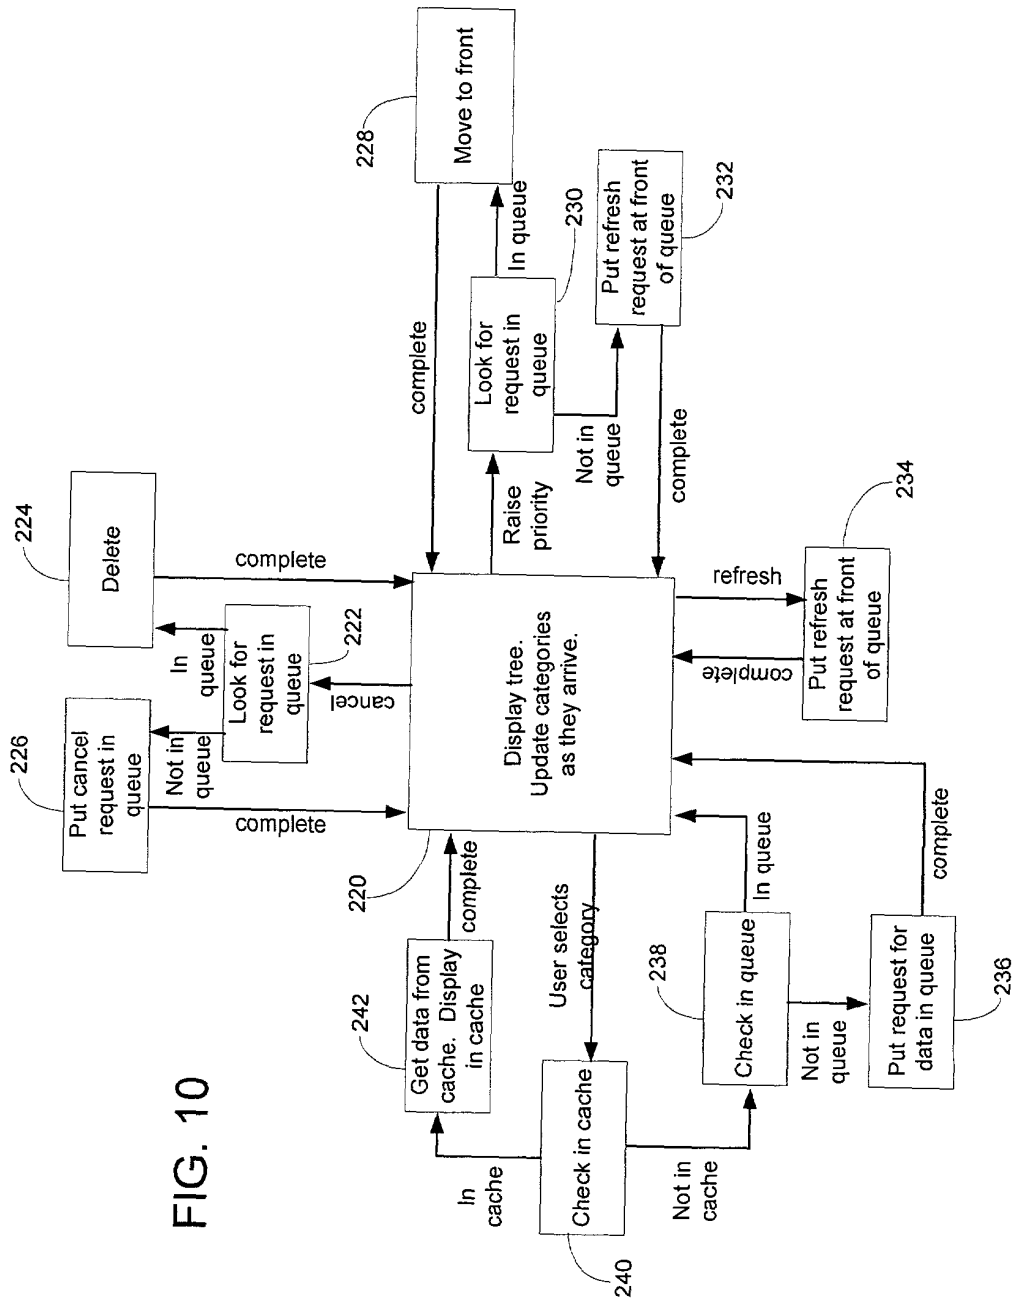 FIG. 10
226
Put cancel
request in
queue
224
Delete
Not in
queue
In
queue
222
Look for
request in
queue
complete
complete
cancel
228
Move to front
complete
In queue
230
Look for
request in
queue
Raise
priority
Not in
queue
232
Put refresh
request at front
of queue
complete
220
Display tree.
Update categories
as they arrive.
242
Get data from
cache. Display
in cache
complete
User selects
category
In
cache
Check in cache
240
Not in
cache
238
Check in queue
In queue
Not in
queue
Put request for
data in queue
236
complete
refresh
complete
234
Put refresh
request at front
of queue